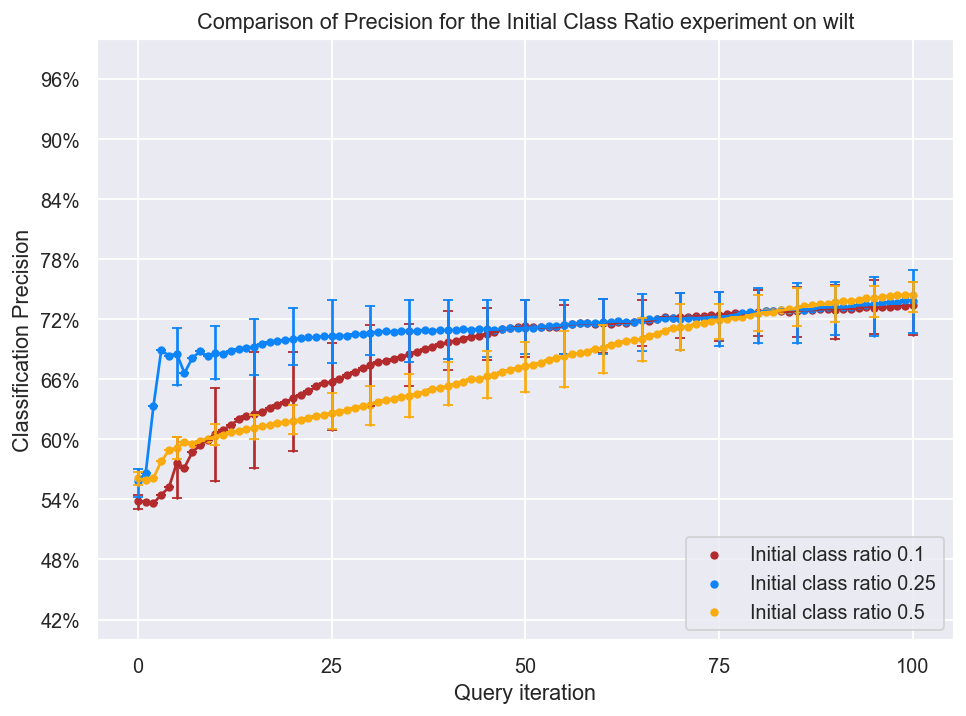 Comparison of Precision for the Initial Class Ratio experiment on wilt
Classification Precision
96%
90%
84%
78%
72%
66%
60%
54%
48%
42%
Initial class ratio 0.1
Initial class ratio 0.25
Initial class ratio 0.5
0 25 50 75 100
Query iteration